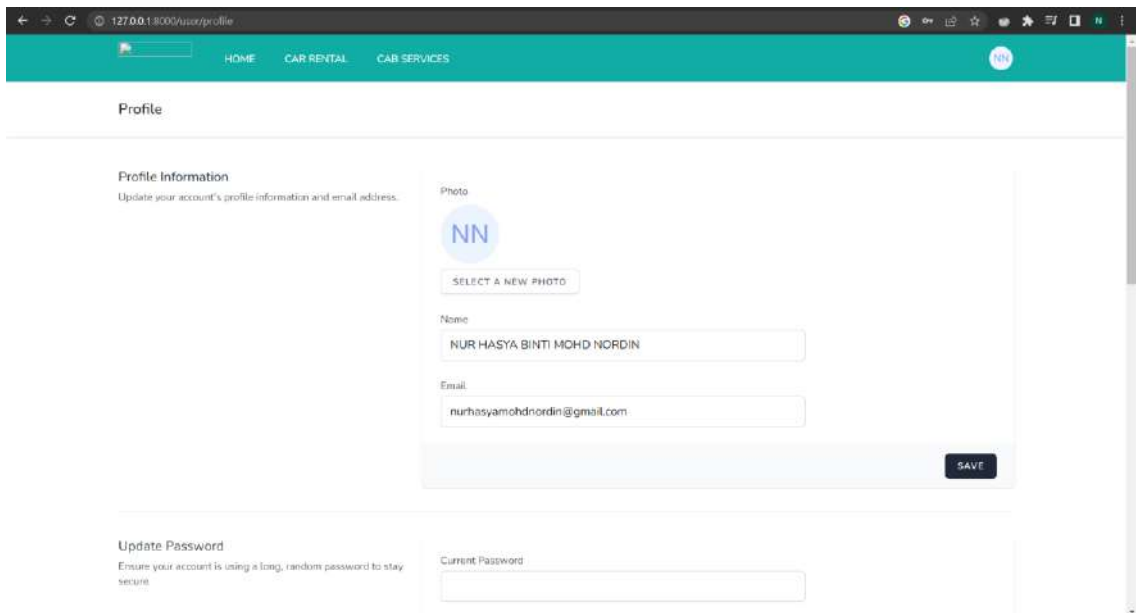 127.0.0.1:8000/user/profile
N
HOME CAR RENTAL CAB SERVICES
NN
Profile
Profile Information
Update your account's profile information and email address.
Photo
NN
SELECT A NEW PHOTO
Name
NUR HASYA BINTI MOHD NORDIN
Email
nurhasyamohdnordin@gmail.com
SAVE
Update Password
Ensure your account is using a long, random password to stay
secure
Current Password